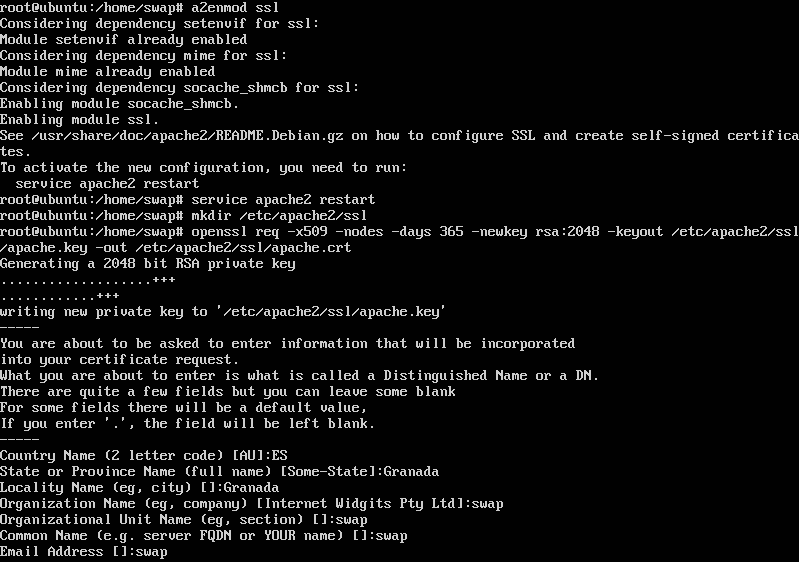 root@ubuntu:/home/swap# a2enmod ssl
Considering dependency setenvif for ssl:
Module setenvif already enabled
Considering dependency mime for ssl:
Module mime already enabled
Considering dependency socache_shmcb for ssl:
Enabling module socache_shmcb.
Enabling module ssl.
See /usr/share/doc/apache2/README.Debian.gz on how to configure SSL and create self-signed certifica
tes.
To activate the new configuration, you need to run:
  service apache2 restart
root@ubuntu:/home/swap# service apache2 restart
root@ubuntu:/home/swap# mkdir /etc/apache2/ssl
root@ubuntu:/home/swap# openssl req -x509 -nodes -days 365 -newkey rsa:2048 -keyout /etc/apache2/ssl
/apache.key -out /etc/apache2/ssl/apache.crt
Generating a 2048 bit RSA private key
...................+++
............+++
writing new private key to '/etc/apache2/ssl/apache.key'
-----
You are about to be asked to enter information that will be incorporated
into your certificate request.
What you are about to enter is what is called a Distinguished Name or a DN.
There are quite a few fields but you can leave some blank
For some fields there will be a default value,
If you enter '.', the field will be left blank.
-----
Country Name (2 letter code) [AU]:ES
State or Province Name (full name) [Some-State]:Granada
Locality Name (eg, city) []:Granada
Organization Name (eg, company) [Internet Widgits Pty Ltd]:swap
Organizational Unit Name (eg, section) []:swap
Common Name (e.g. server FQDN or YOUR name) []:swap
Email Address []:swap